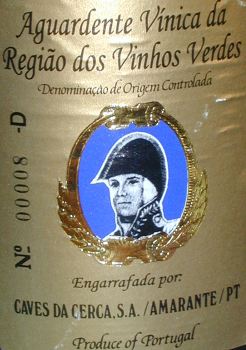 Aguardente Vínica da
Região dos Vinhos Verdes
Denominação de Origem Controlada
Nº 00008 -D
Engarrafada por:
CAVES DA CERCA, S.A. / AMARANTE / PT
Produce of Portugal